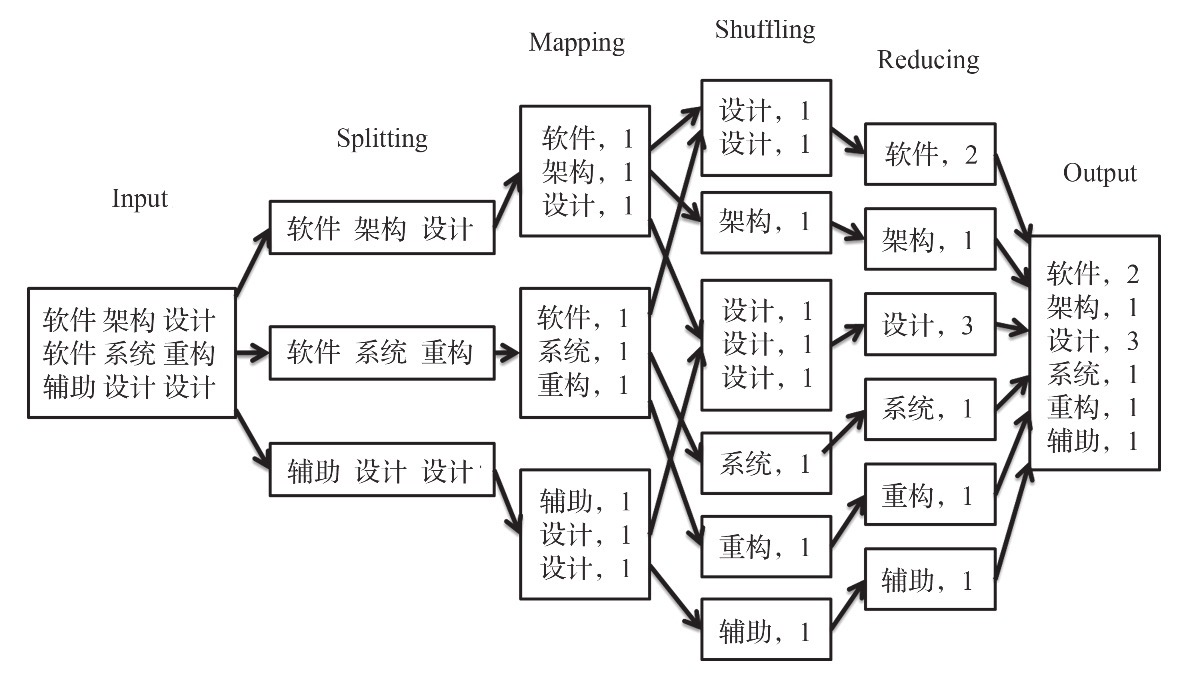 Input
软件 架构 设计
软件 系统 重构
辅助 设计 设计
Splitting
软件 架构 设计
软件 系统 重构
辅助 设计 设计
Mapping
软件，1
架构，1
设计，1
软件，1
系统，1
重构，1
辅助，1
设计，1
设计，1
Shuffling
设计，1
设计，1
架构，1
设计，1
设计，1
设计，1
系统，1
重构，1
辅助，1
Reducing
软件，2
架构，1
设计，3
系统，1
重构，1
辅助，1
Output
软件，2
架构，1
设计，3
系统，1
重构，1
辅助，1